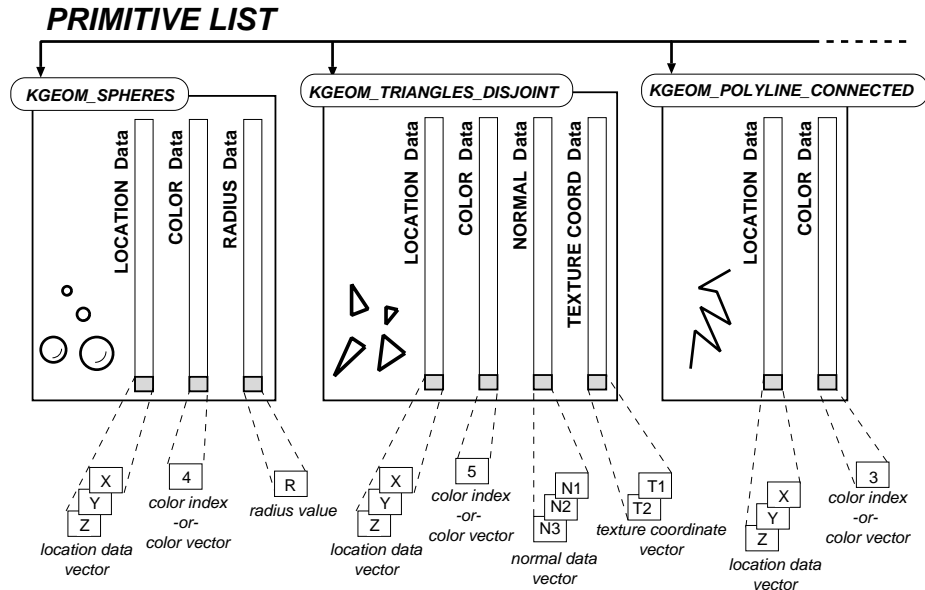 PRIMITIVE LIST
KGEOM_SPHERES
KGEOM_TRIANGLES_DISJOINT
KGEOM_POLYLINE_CONNECTED
LOCATION Data
COLOR Data
RADIUS Data
LOCATION Data
COLOR Data
NORMAL Data
TEXTURE COORD Data
LOCATION Data
COLOR Data
X
Y
Z
location data
vector
4
color index
-or-
color vector
R
radius value
X
Y
Z
location data
vector
5
color index
-or-
color vector
N1
N2
N3
normal data
vector
T1
T2
texture coordinate
vector
X
Y
Z
location data
vector
3
color index
-or-
color vector